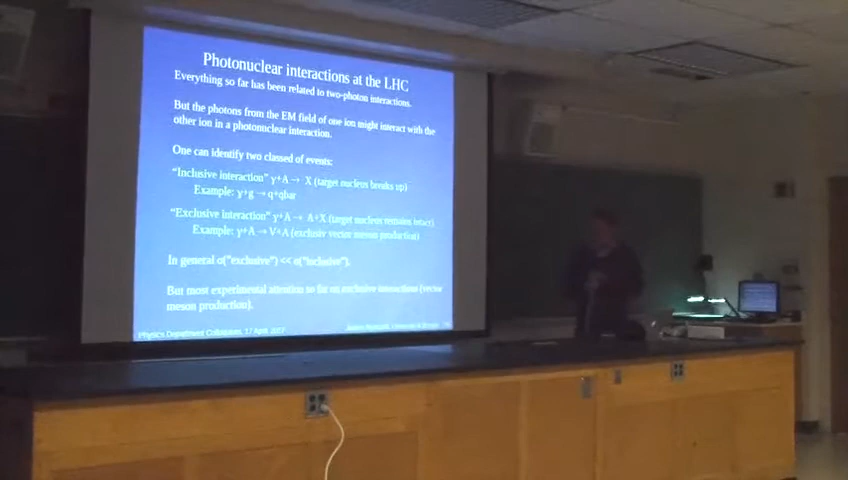 Photonuclear interactions at the LHC
Everything so far has been related to two-photon interactions.
But the photons from the EM field of one ion might interact with the
other ion in a photonuclear interaction.
One can identify two classed of events:
“Inclusive interaction” γ+A → X (target nucleus breaks up)
Example: γ+g → q+qbar
“Exclusive interaction” γ+A → A+X (target nucleus remains intact)
Example: γ+A → V+A (exclusive vector meson production)
In general σ(“exclusive”) << σ(“inclusive”).
But most experimental attention so far on exclusive interactions (vector
meson production).
Physics Department Colloquium, 17 April, 2017